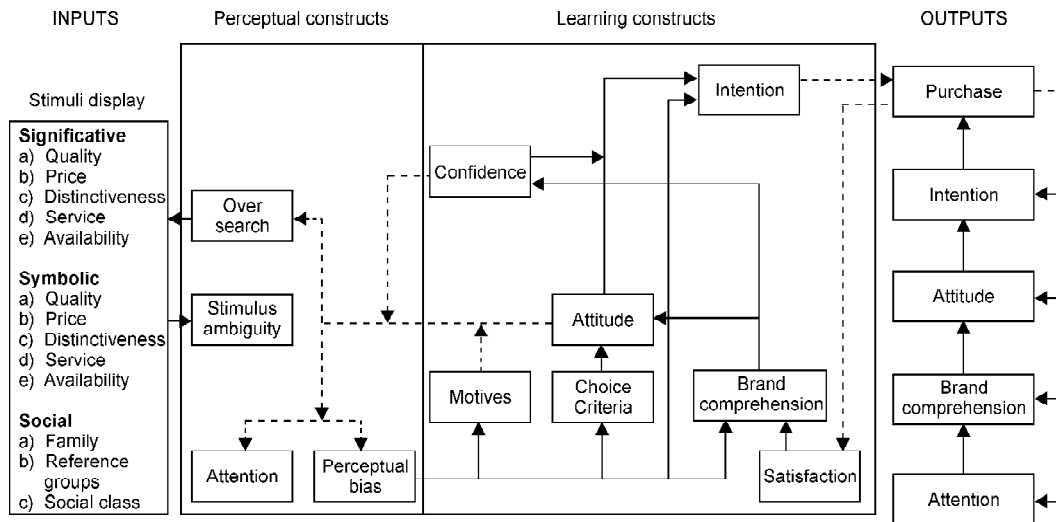 INPUTS
Perceptual constructs
Learning constructs
OUTPUTS
Stimuli display
Significative
a) Quality
b) Price
c) Distinctiveness
d) Service
e) Availability
Symbolic
a) Quality
b) Price
c) Distinctiveness
d) Service
e) Availability
Social
a) Family
b) Reference
groups
c) Social class
Over
search
Stimulus
ambiguity
Attention
Perceptual
bias
Confidence
Intention
Attitude
Motives
Choice
Criteria
Brand
comprehension
Satisfaction
Purchase
Intention
Attitude
Brand
comprehension
Attention